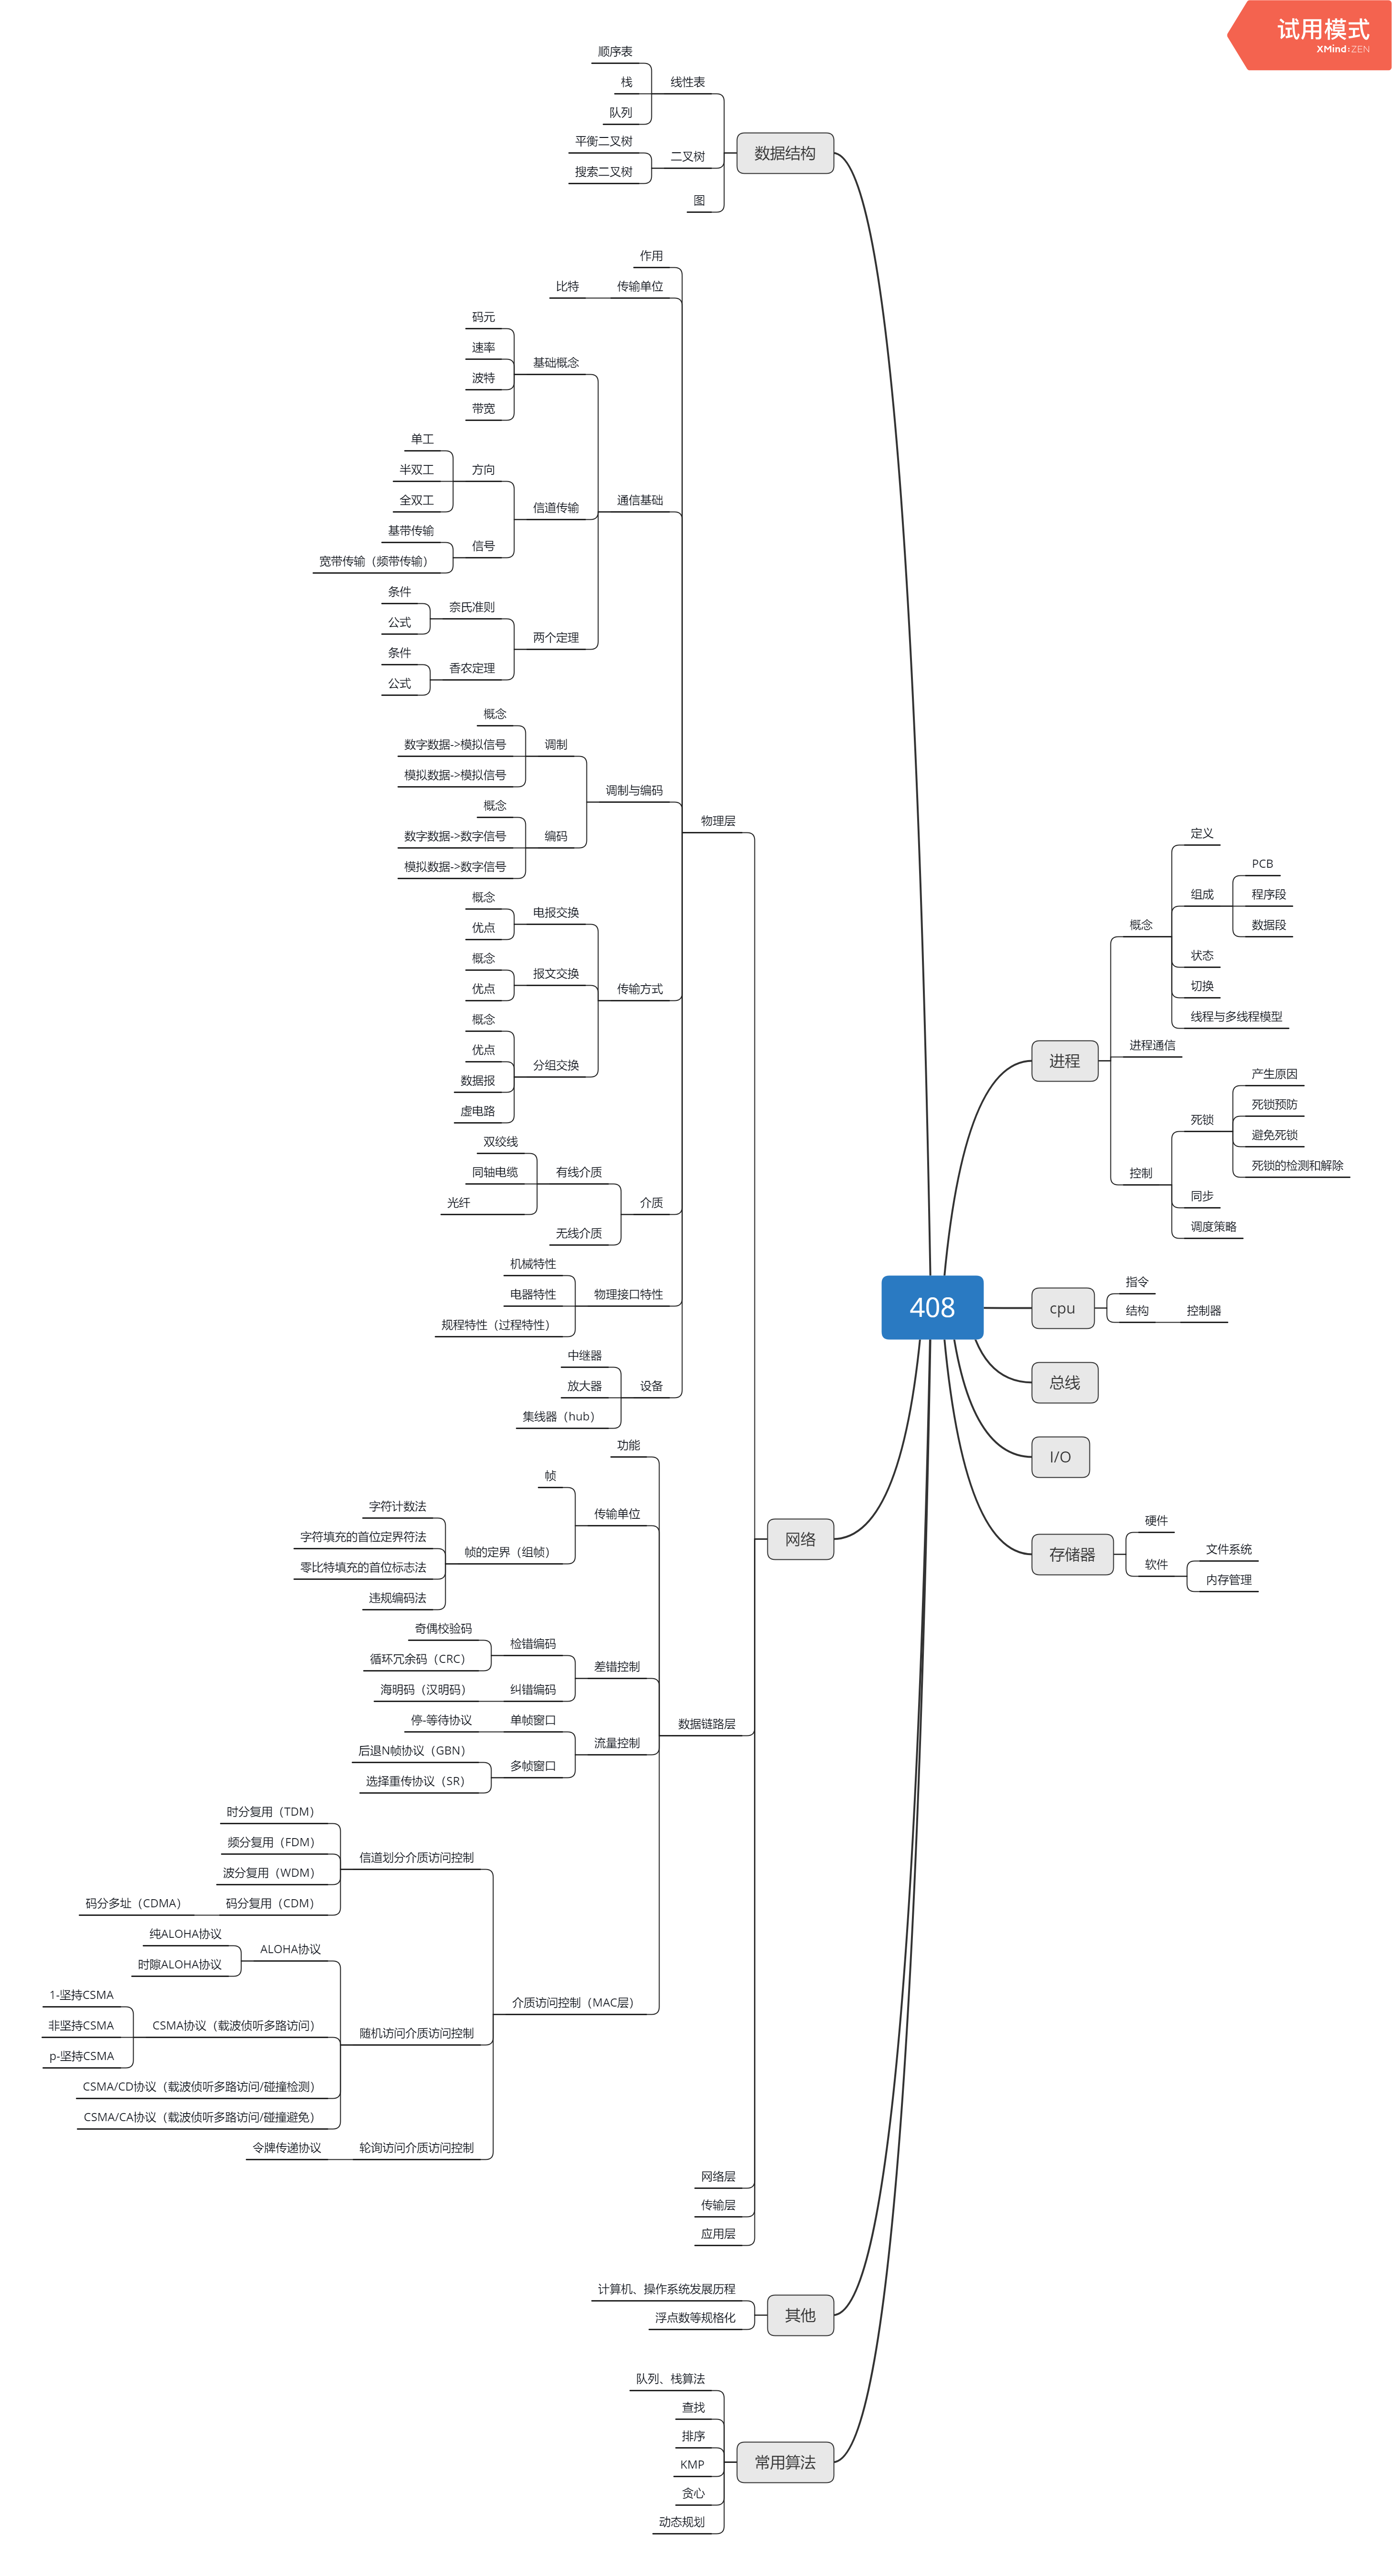 试用模式
XMind:ZEN
408
进程
概念
定义
组成
PCB
程序段
数据段
状态
切换
线程与多线程模型
进程通信
控制
死锁
产生原因
死锁预防
避免死锁
死锁的检测和解除
同步
调度策略
cpu
指令
结构
控制器
总线
I/O
存储器
硬件
软件
文件系统
内存管理
数据结构
线性表
顺序表
栈
队列
二叉树
平衡二叉树
搜索二叉树
图
网络
物理层
作用
传输单位
比特
通信基础
基础概念
码元
速率
波特
带宽
信道传输
方向
单工
半双工
全双工
信号
基带传输
宽带传输（频带传输）
两个定理
奈氏准则
条件
公式
香农定理
条件
公式
调制与编码
调制
概念
数字数据->模拟信号
模拟数据->模拟信号
编码
概念
数字数据->数字信号
模拟数据->数字信号
传输方式
电报交换
概念
优点
报文交换
概念
优点
分组交换
概念
优点
数据报
虚电路
介质
有线介质
双绞线
同轴电缆
光纤
无线介质
物理接口特性
机械特性
电器特性
规程特性（过程特性）
设备
中继器
放大器
集线器（hub）
数据链路层
功能
传输单位
帧
帧的定界（组帧）
字符计数法
字符填充的首位定界符法
零比特填充的首位标志法
违规编码法
差错控制
检错编码
奇偶校验码
循环冗余码（CRC）
纠错编码
海明码（汉明码）
流量控制
单帧窗口
停-等待协议
多帧窗口
后退N帧协议（GBN）
选择重传协议（SR）
介质访问控制（MAC层）
信道划分介质访问控制
时分复用（TDM）
频分复用（FDM）
波分复用（WDM）
码分复用（CDM）
码分多址（CDMA）
随机访问介质访问控制
ALOHA协议
纯ALOHA协议
时隙ALOHA协议
CSMA协议（载波侦听多路访问）
1-坚持CSMA
非坚持CSMA
p-坚持CSMA
CSMA/CD协议（载波侦听多路访问/碰撞检测）
CSMA/CA协议（载波侦听多路访问/碰撞避免）
轮询访问介质访问控制
令牌传递协议
网络层
传输层
应用层
其他
计算机、操作系统发展历程
浮点数等规格化
常用算法
队列、栈算法
查找
排序
KMP
贪心
动态规划